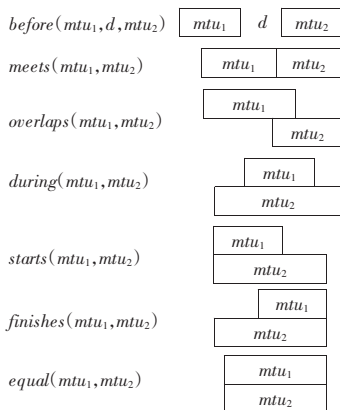 before(mtu₁,d,mtu₂) mtu₁ d mtu₂
meets(mtu₁,mtu₂) mtu₁ mtu₂
mtu₁
overlaps(mtu₁,mtu₂)
mtu₂
mtu₁
during(mtu₁,mtu₂)
mtu₂
mtu₁
starts(mtu₁,mtu₂)
mtu₂
mtu₁
finishes(mtu₁,mtu₂)
mtu₂
mtu₁
equal(mtu₁,mtu₂)
mtu₂